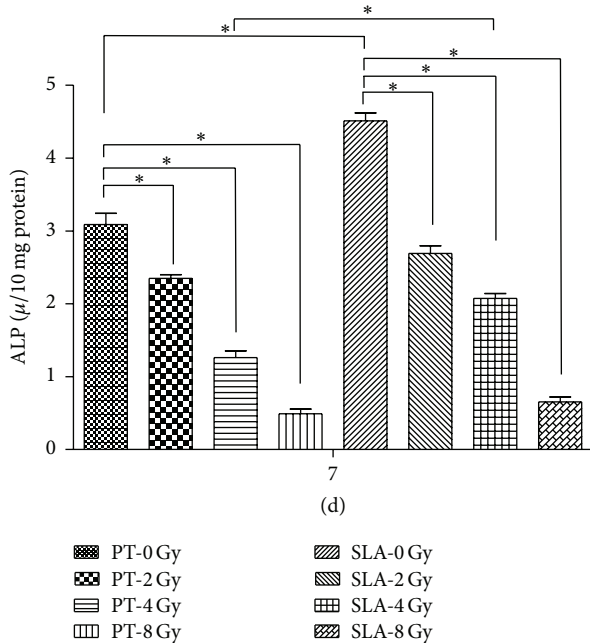 *
*
5
*
*
4
*
*
*
3
*
2
1
0
ALP (μ/10 mg protein)
7
(d)
PT-0 Gy
SLA-0 Gy
PT-2 Gy
SLA-2 Gy
PT-4 Gy
SLA-4 Gy
PT-8 Gy
SLA-8 Gy